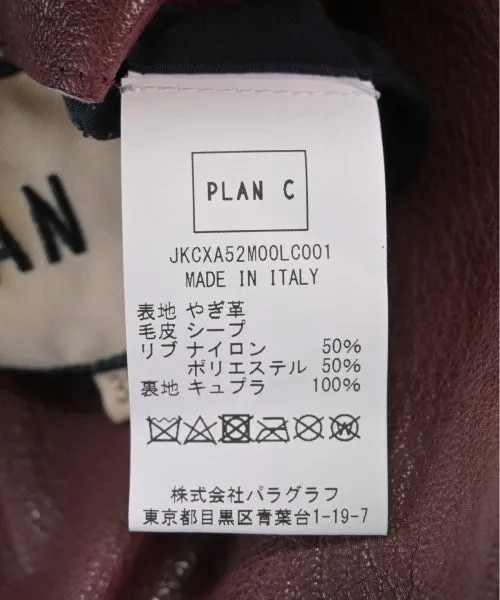 PLAN C
JKCXA52M00LC001
MADE IN ITALY
表地 やぎ革
毛皮 シープ
リブ ナイロン 50%
ポリエステル 50%
裏地 キュプラ 100%
株式会社パラグラフ
東京都目黒区青葉台1-19-7
AN
3